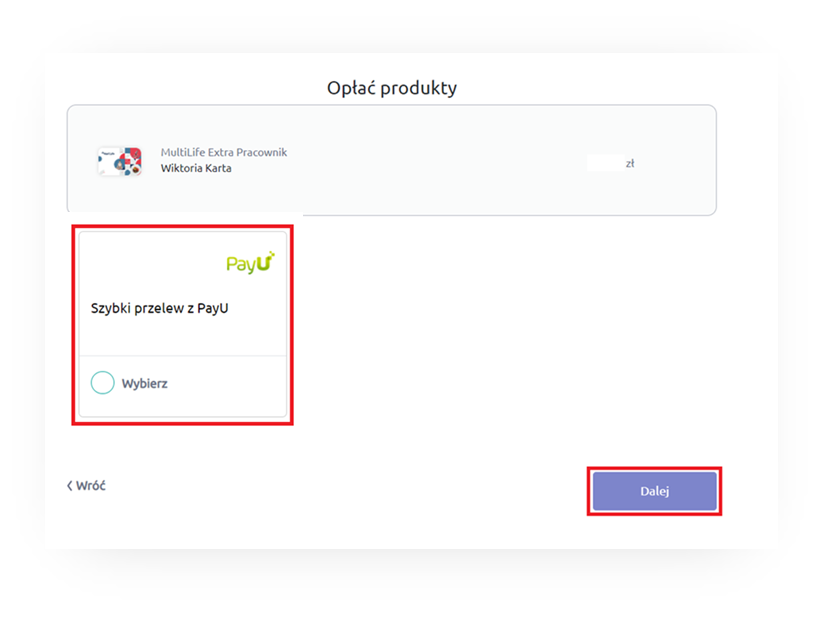 Opłać produkty
MultiLife Extra Pracownik
Wiktoria Karta
zł
PayU
Szybki przelew z PayU
Wybierz
Wróć
Dalej